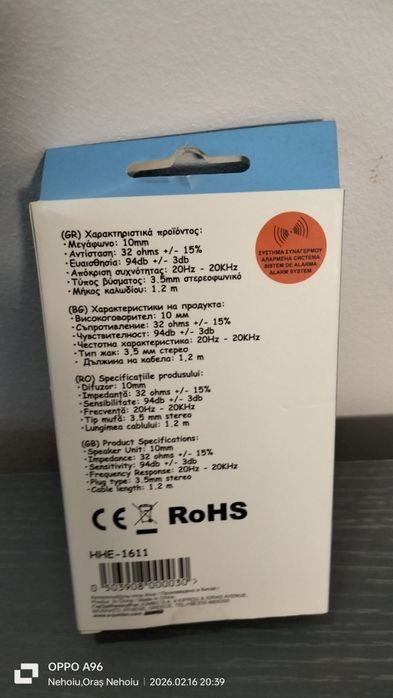 (GR) Χαρακτηριστικά προϊόντος:
· Μεγάφωνο: 10mm
· Αντίσταση: 32 ohms +/- 15%
· Ευαισθησία: 94db +/- 3db
· Απόκριση συχνότητας: 20Hz - 20KHz
· Τύπος βύσματος: 3.5mm στερεοφωνικό
· Μήκος καλωδίου: 1.2 m
ΣΥΣΤΗΜΑ ΣΥΝΑΓΕΡΜΟΥ
АЛАРМЕНА СИСТЕМА
SISTEM DE ALARMA
ALARM SYSTEM
(BG) Характеристики на продукта:
· Високоговорител: 10 мм
· Съпротивление: 32 ohms +/- 15%
· Чувствителност: 94db +/- 3db
· Честотна характеристика: 20Hz - 20KHz
· Тип жак: 3,5 мм стерео
· Дължина на кабела: 1,2 m
(RO) Specificațiile produsului:
· Difuzor: 10mm
· Impedanță: 32 ohms +/- 15%
· Sensibilitate: 94db +/- 3db
· Frecvență: 20Hz - 20KHz
· Tip mufă: 3.5 mm stereo
· Lungimea cablului: 1.2 m
(GB) Product Specifications:
· Speaker Unit: 10mm
· Impedance: 32 ohms +/- 15%
· Sensitivity: 94db +/- 3db
· Frequency Response: 20Hz - 20KHz
· Plug type: 3.5mm stereo
· Cable length: 1.2 m
CE RoHS
HHE-1611
0 503908 000030 >
OPPO A96
Nehoiu,Oraș Nehoiu | 2026.02.16 20:39